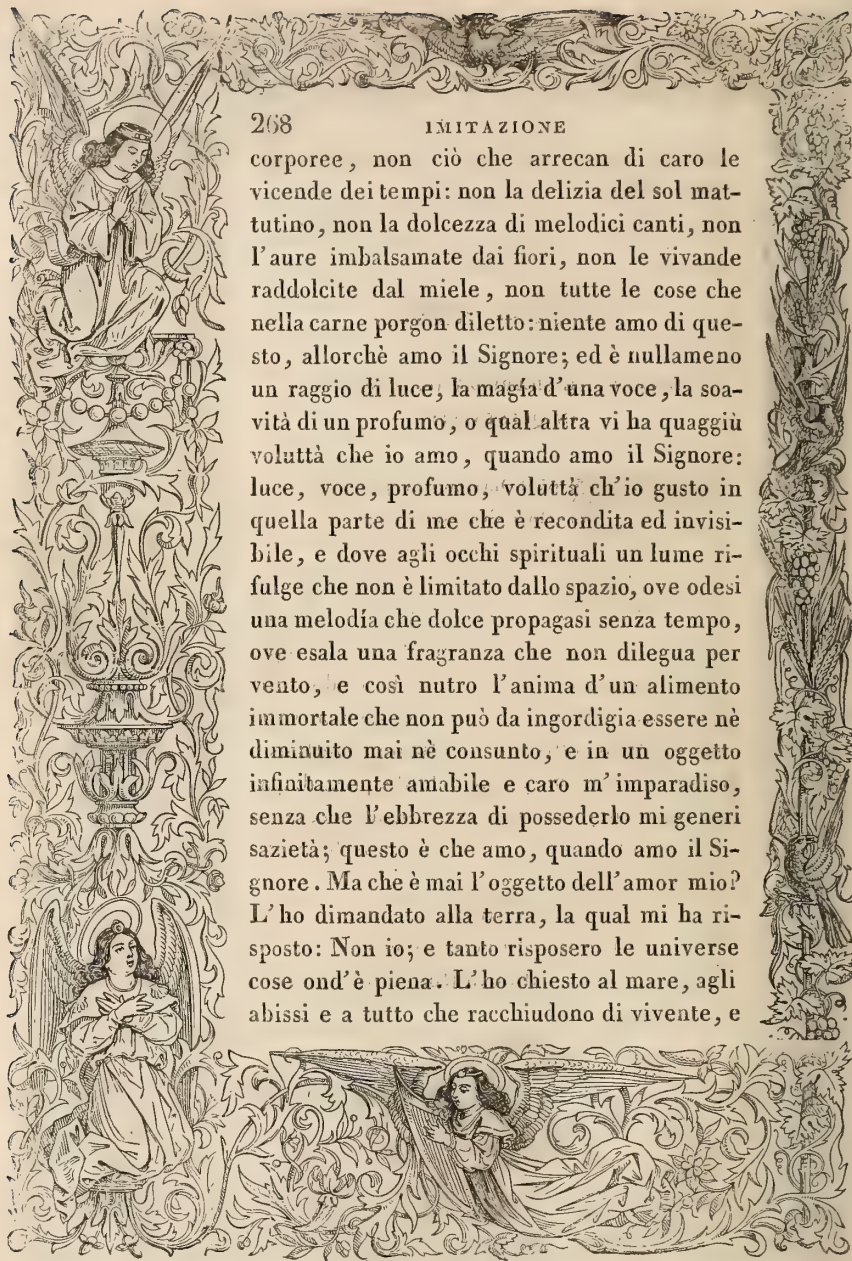 268 IMITAZIONE
corporee, non ciò che arrecan di caro le
vicende dei tempi: non la delizia del sol mat-
tutino, non la dolcezza di melodici canti, non
l'aure imbalsamate dai fiori, non le vivande
raddolcite dal miele, non tutte le cose che
nella carne porgon diletto: niente amo di que-
sto, allorchè amo il Signore; ed è nullameno
un raggio di luce, la magía d'una voce, la soa-
vità di un profumo, o qual altra vi ha quaggiù
voluttà che io amo, quando amo il Signore:
luce, voce, profumo, voluttà ch'io gusto in
quella parte di me che è recondita ed invisi-
bile, e dove agli occhi spirituali un lume ri-
fulge che non è limitato dallo spazio, ove odesi
una melodía che dolce propagasi senza tempo,
ove esala una fragranza che non dilegua per
vento, e così nutro l'anima d'un alimento
immortale che non può da ingordigia essere nè
diminuito mai nè consunto, e in un oggetto
infinitamente amabile e caro m'imparadiso,
senza che l'ebbrezza di possederlo mi generi
sazietà; questo è che amo, quando amo il Si-
gnore. Ma che è mai l'oggetto dell'amor mio?
L'ho dimandato alla terra, la qual mi ha ri-
sposto: Non io; e tanto risposero le universe
cose ond'è piena. L'ho chiesto al mare, agli
abissi e a tutto che racchiudono di vivente, e